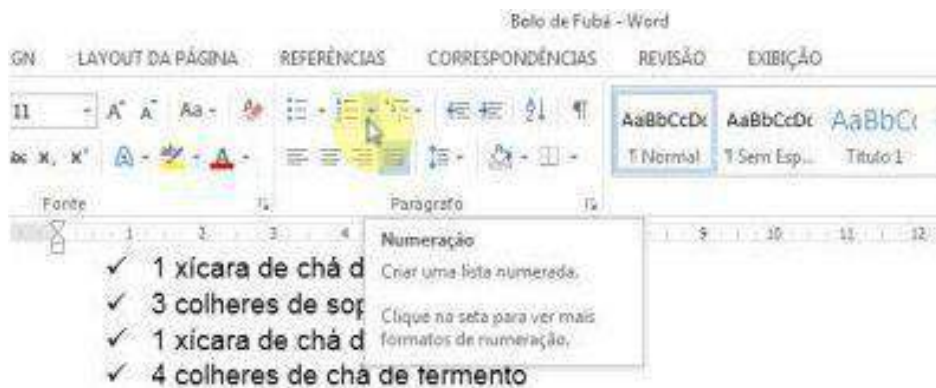 Bolo de Fubá - Word
GN LAYOUT DA PÁGINA REFERÊNCIAS CORRESPONDÊNCIAS REVISÃO EXIBIÇÃO
11 A A Aa
AaBbCcDc AaBbCcDc AaBbCc
abc x, x² A A
¶ Normal ¶ Sem Esp... Título 1
Fonte Parágrafo
1 2 3 4 9 10 11 12
Numeração
✓ 1 xícara de chá d
Criar uma lista numerada.
✓ 3 colheres de sop
Clique na seta para ver mais
✓ 1 xícara de chá d
formatos de numeração.
✓ 4 colheres de chá de fermento